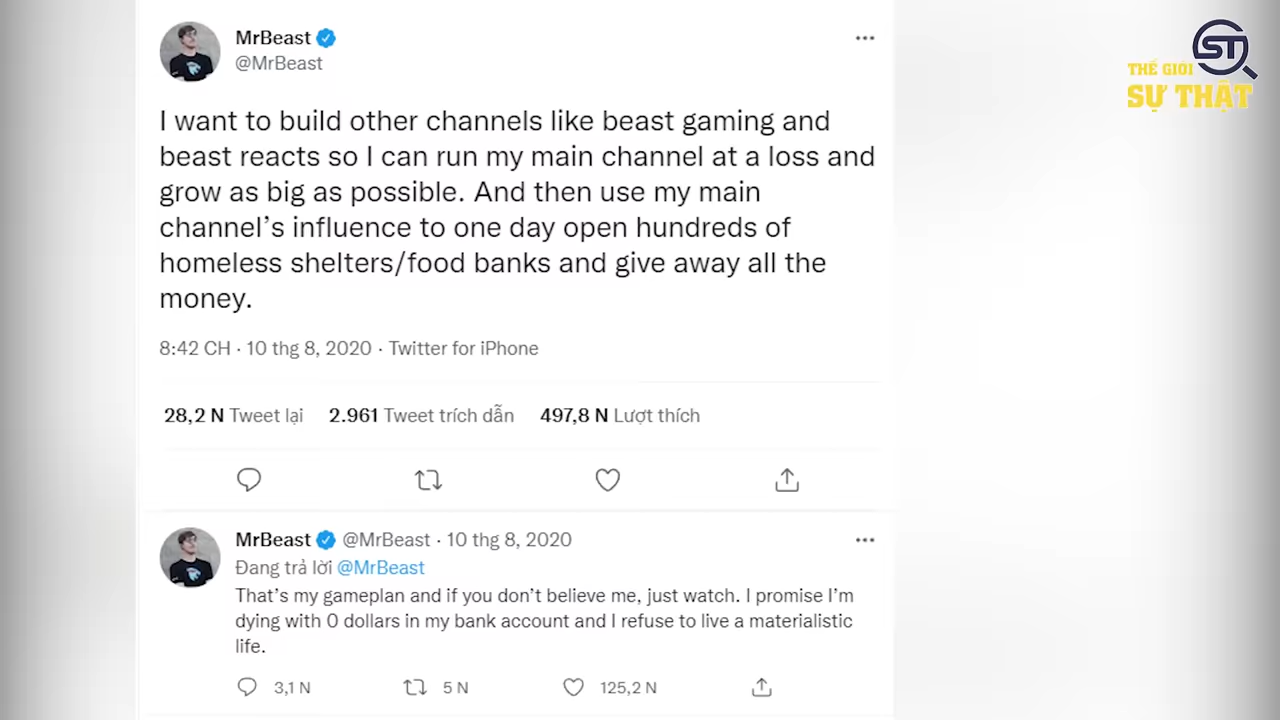 MrBeast
@MrBeast
I want to build other channels like beast gaming and
beast reacts so I can run my main channel at a loss and
grow as big as possible. And then use my main
channel’s influence to one day open hundreds of
homeless shelters/food banks and give away all the
money.
8:42 CH · 10 thg 8, 2020 · Twitter for iPhone
28,2 N Tweet lại 2.961 Tweet trích dẫn 497,8 N Lượt thích
MrBeast @MrBeast · 10 thg 8, 2020
Đang trả lời @MrBeast
That’s my gameplan and if you don’t believe me, just watch. I promise I’m
dying with 0 dollars in my bank account and I refuse to live a materialistic
life.
3,1 N 5 N 125,2 N
ST
THẾ GIỚI
SỰ THẬT